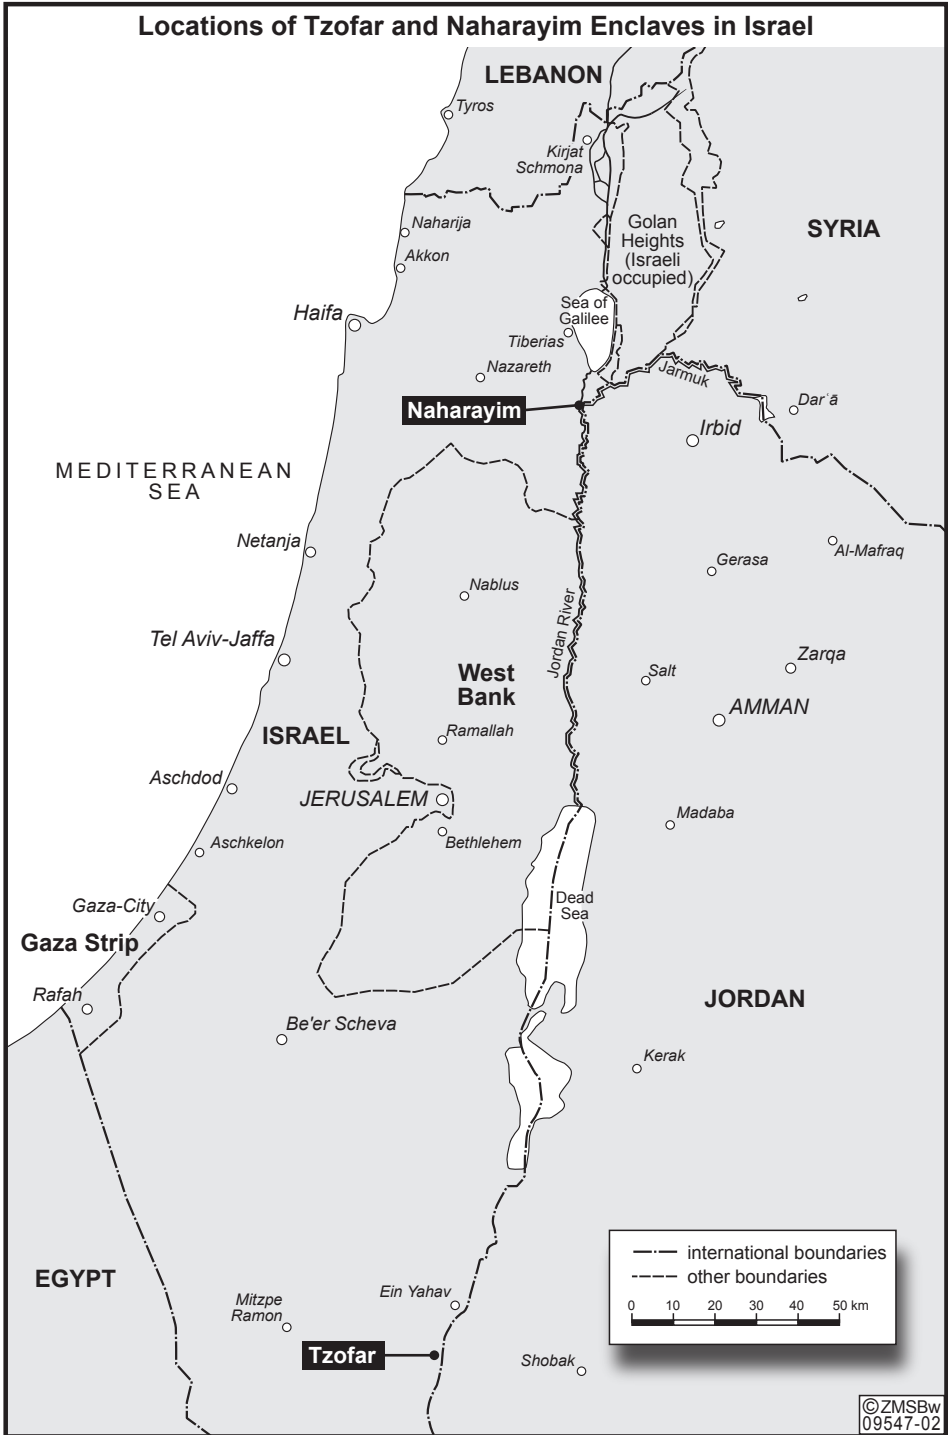 Locations of Tzofar and Naharayim Enclaves in Israel
LEBANON
Tyros
Kirjat
Schmona
Naharija
Akkon
Golan
Heights
(Israeli
occupied)
SYRIA
Haifa
Sea of
Galilee
Tiberias
Nazareth
Jarmuk
Naharayim
Darʿā
Irbid
MEDITERRANEAN
SEA
Netanja
Al-Mafraq
Gerasa
Nablus
Jordan River
Tel Aviv-Jaffa
Zarqa
West
Bank
Salt
AMMAN
ISRAEL
Ramallah
Aschdod
JERUSALEM
Madaba
Aschkelon
Bethlehem
Dead
Sea
Gaza-City
Gaza Strip
Rafah
JORDAN
Be'er Scheva
Kerak
EGYPT
international boundaries
other boundaries
0 10 20 30 40 50 km
Ein Yahav
Mitzpe
Ramon
Tzofar
Shobak
©ZMSBw
09547-02